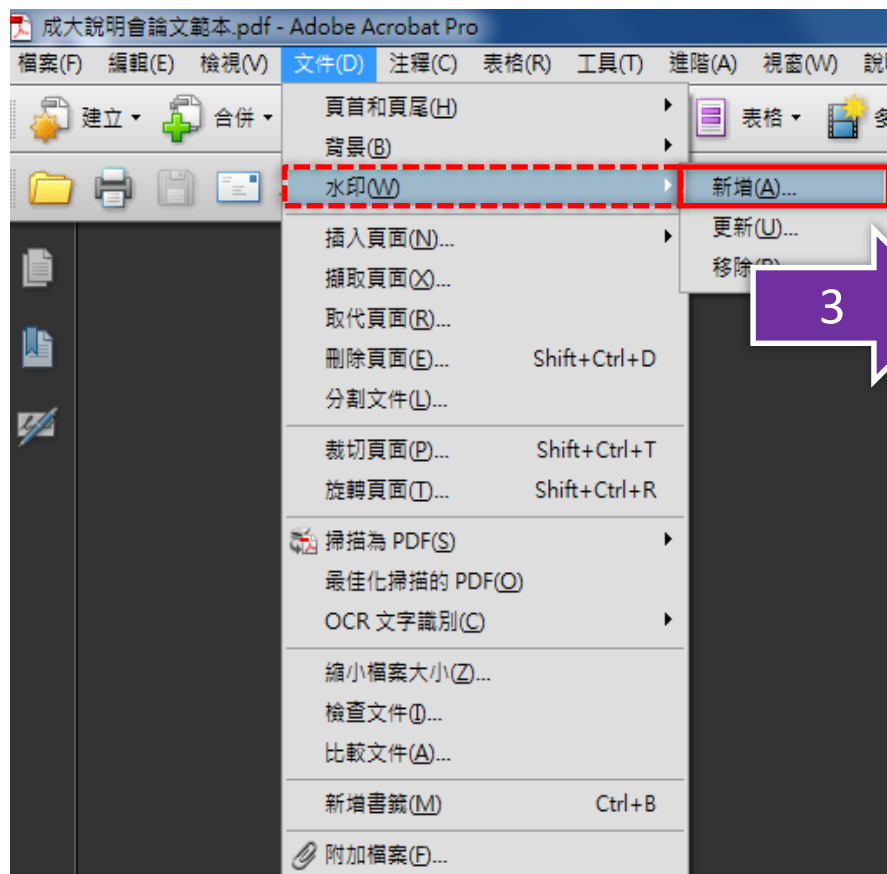 成大說明會論文範本.pdf - Adobe Acrobat Pro
檔案(F) 編輯(E) 檢視(V) 文件(D) 注釋(C) 表格(R) 工具(T) 進階(A) 視窗(W)
建立 合併 表格
頁首和頁尾(H)
背景(B)
水印(W)
新增(A)...
更新(U)...
移除
3
插入頁面(N)...
擷取頁面(X)...
取代頁面(R)...
刪除頁面(E)... Shift+Ctrl+D
分割文件(L)...
裁切頁面(P)... Shift+Ctrl+T
旋轉頁面(T)... Shift+Ctrl+R
掃描為 PDF(S)
最佳化掃描的 PDF(O)
OCR 文字識別(C)
縮小檔案大小(Z)...
檢查文件(I)...
比較文件(A)...
新增書籤(M) Ctrl+B
附加檔案(F)...